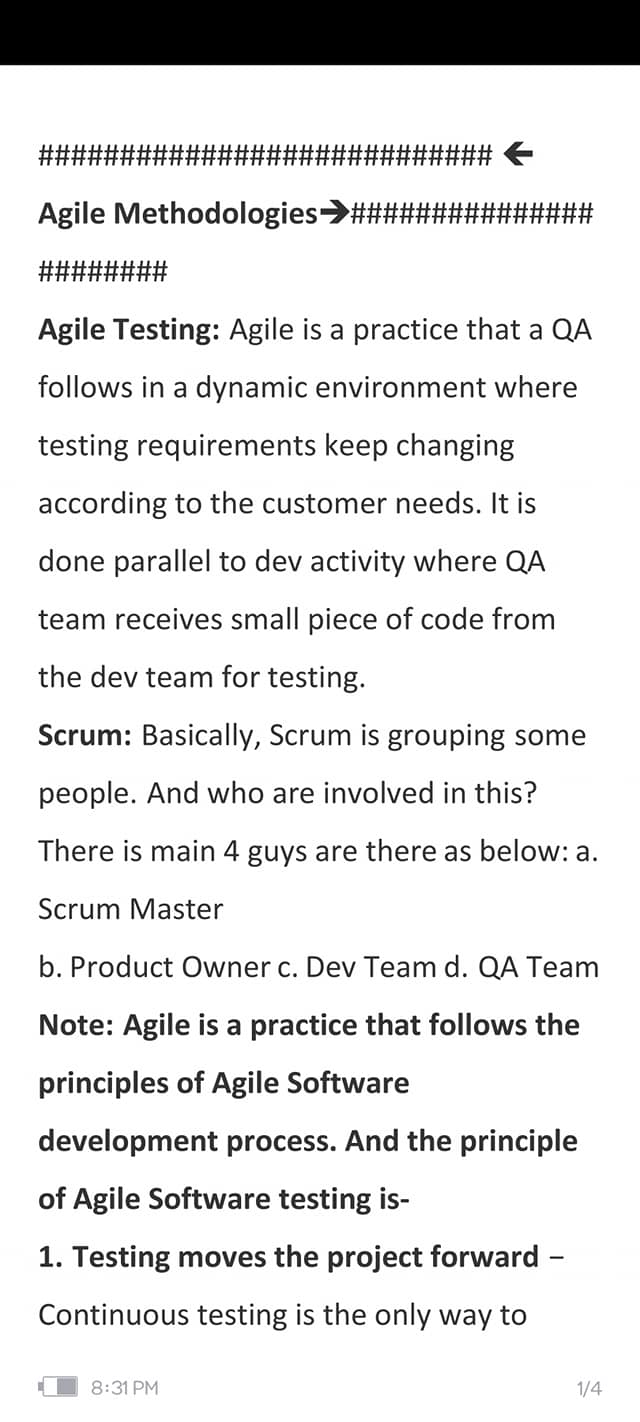 ############################ ←
Agile Methodologies➔###############
########
Agile Testing: Agile is a practice that a QA
follows in a dynamic environment where
testing requirements keep changing
according to the customer needs. It is
done parallel to dev activity where QA
team receives small piece of code from
the dev team for testing.
Scrum: Basically, Scrum is grouping some
people. And who are involved in this?
There is main 4 guys are there as below: a.
Scrum Master
b. Product Owner c. Dev Team d. QA Team
Note: Agile is a practice that follows the
principles of Agile Software
development process. And the principle
of Agile Software testing is-
1. Testing moves the project forward –
Continuous testing is the only way to
8:31 PM 1/4